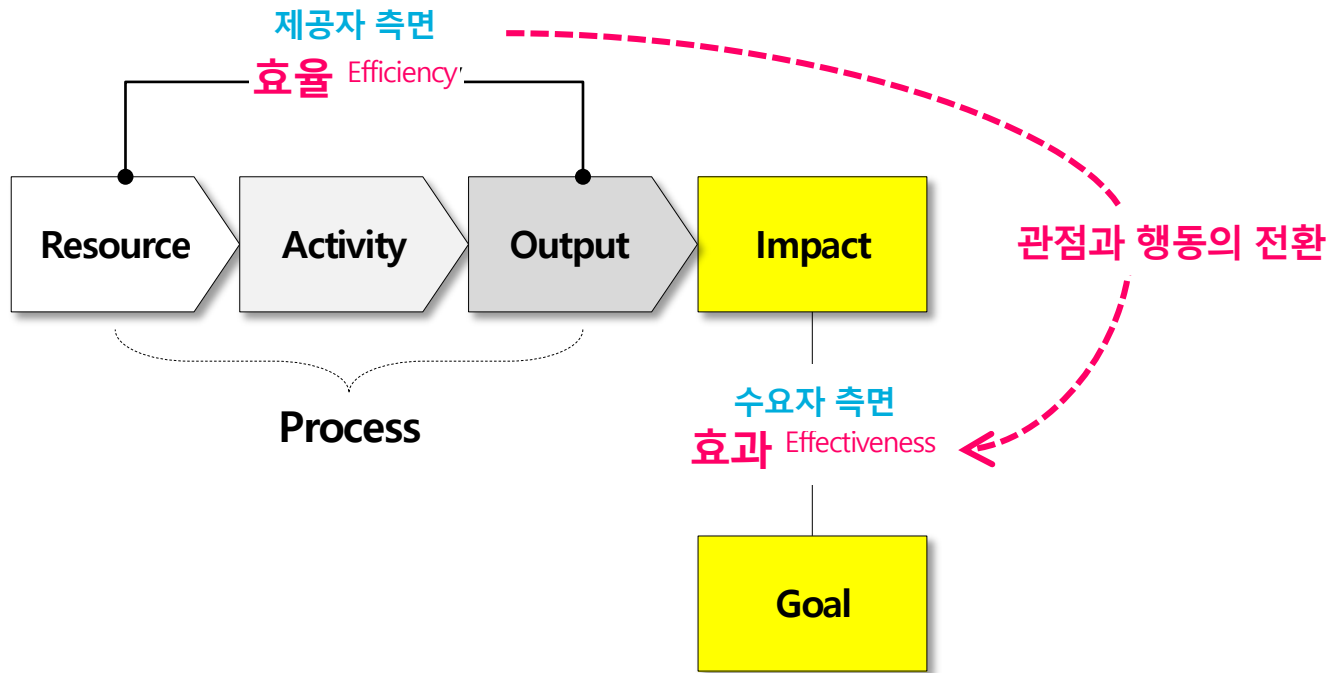 제공자 측면
효율 Efficiency
Resource
Activity
Output
Impact
관점과 행동의 전환
Process
수요자 측면
효과 Effectiveness
Goal